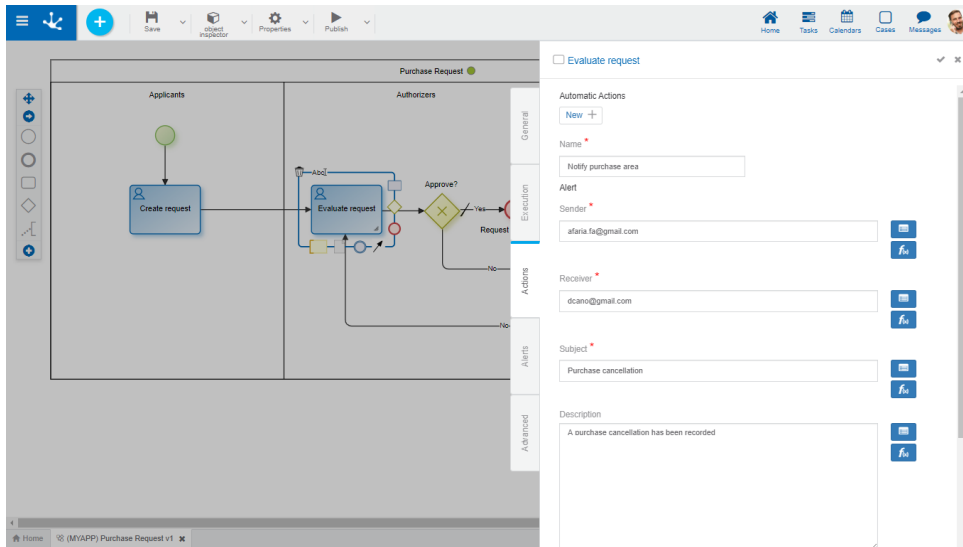 Save
object
inspector
Properties
Publish
Home
Tasks
Calendars
Cases
Messages
Purchase Request
Applicants
Authorizers
Create request
Evaluate request
Approve?
Yes
Request
No
No
General
Execution
Actions
Alerts
Advanced
Evaluate request
Automatic Actions
New +
Name *
Notify purchase area
Alert
Sender *
afaria.fa@gmail.com
f(x)
Receiver *
dcano@gmail.com
f(x)
Subject *
Purchase cancellation
f(x)
Description
A purchase cancellation has been recorded
f(x)
Home
(MYAPP) Purchase Request v1